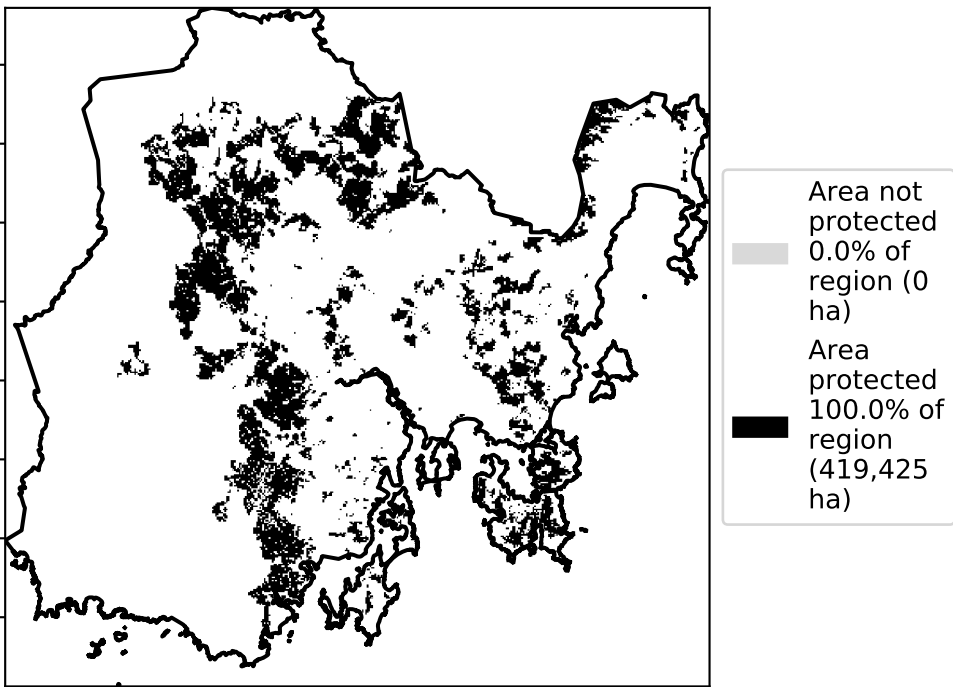 Area not
protected
0.0% of
region (0
ha)
Area
protected
100.0% of
region
(419,425
ha)